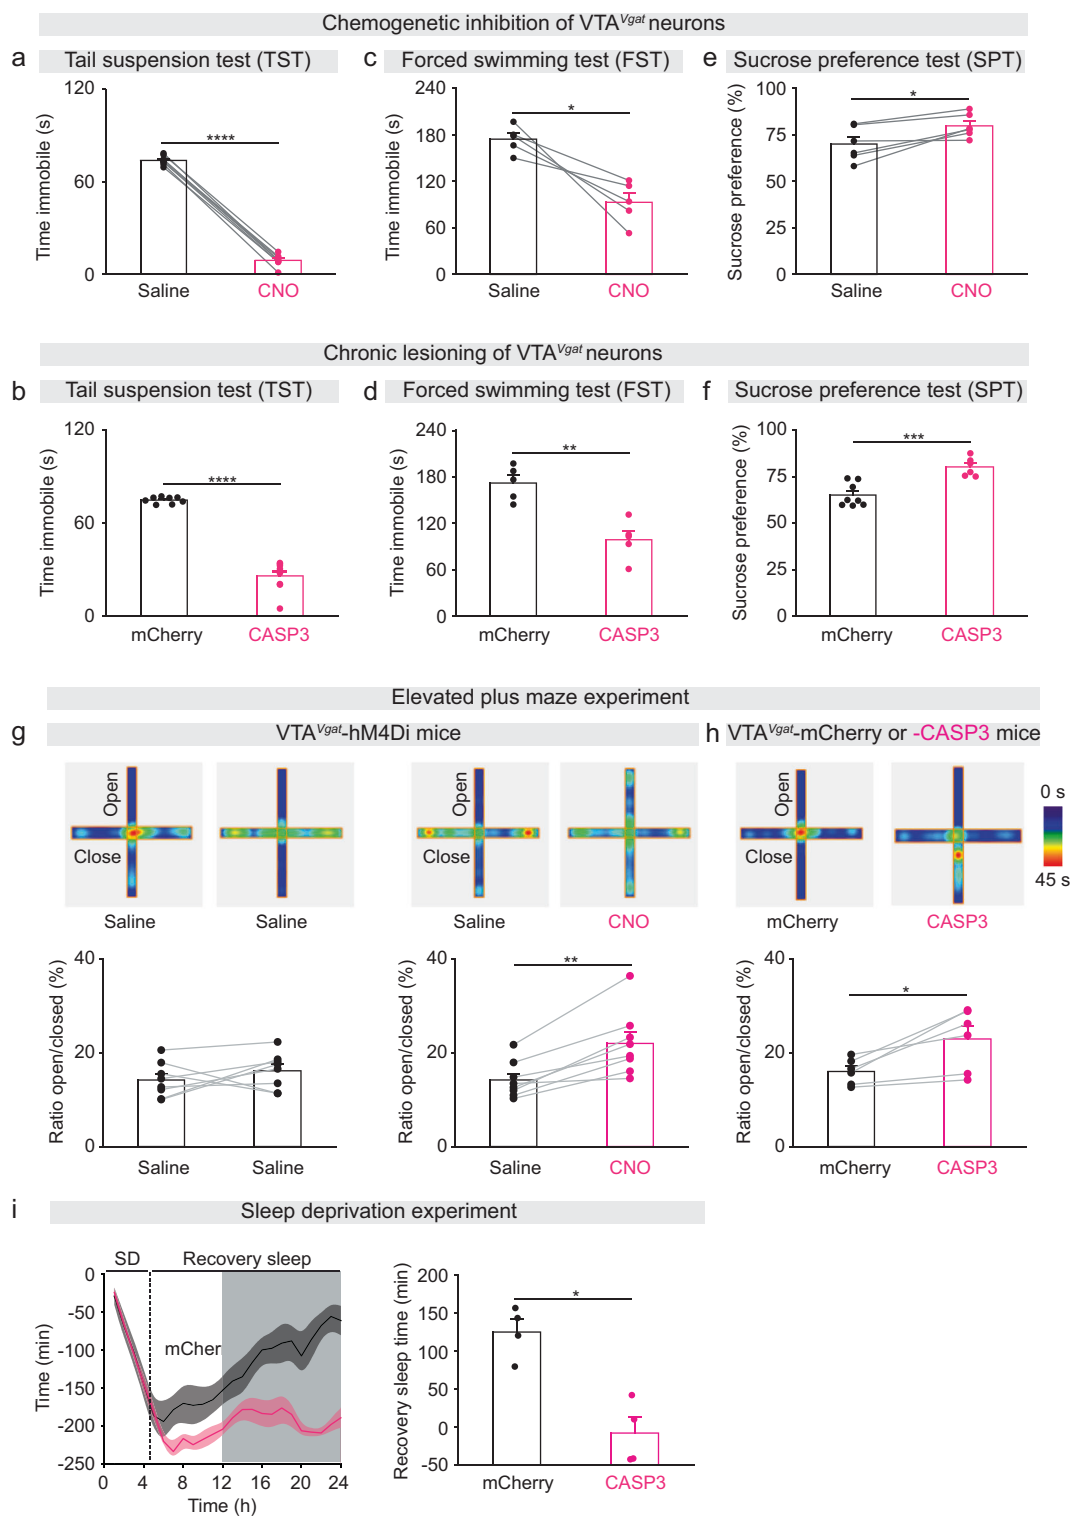 Chemogenetic inhibition of VTAVgat neurons
a Tail suspension test (TST)
c Forced swimming test (FST)
e Sucrose preference test (SPT)
Time immobile (s)
120
60
0
****
Saline CNO
Time immobile (s)
240
180
120
60
0
*
Saline CNO
Sucrose preference (%)
100
75
50
25
0
*
Saline CNO
Chronic lesioning of VTAVgat neurons
b Tail suspension test (TST)
d Forced swimming test (FST)
f Sucrose preference test (SPT)
Time immobile (s)
120
60
0
****
mCherry CASP3
Time immobile (s)
240
180
120
60
0
**
mCherry CASP3
Sucrose preference (%)
100
75
50
25
0
***
mCherry CASP3
Elevated plus maze experiment
g VTAVgat-hM4Di mice
h VTAVgat-mCherry or -CASP3 mice
Open
Close
Saline Saline
Open
Close
Saline CNO
Open
Close
mCherry CASP3
0 s
45 s
Ratio open/closed (%)
40
20
0
Saline Saline
Ratio open/closed (%)
40
20
0
**
Saline CNO
Ratio open/closed (%)
40
20
0
*
mCherry CASP3
i Sleep deprivation experiment
SD Recovery sleep
Time (min)
0
-50
-100
-150
-200
-250
mCher
0 4 8 12 16 20 24
Time (h)
Recovery sleep time (min)
200
150
100
50
0
-50
*
mCherry CASP3